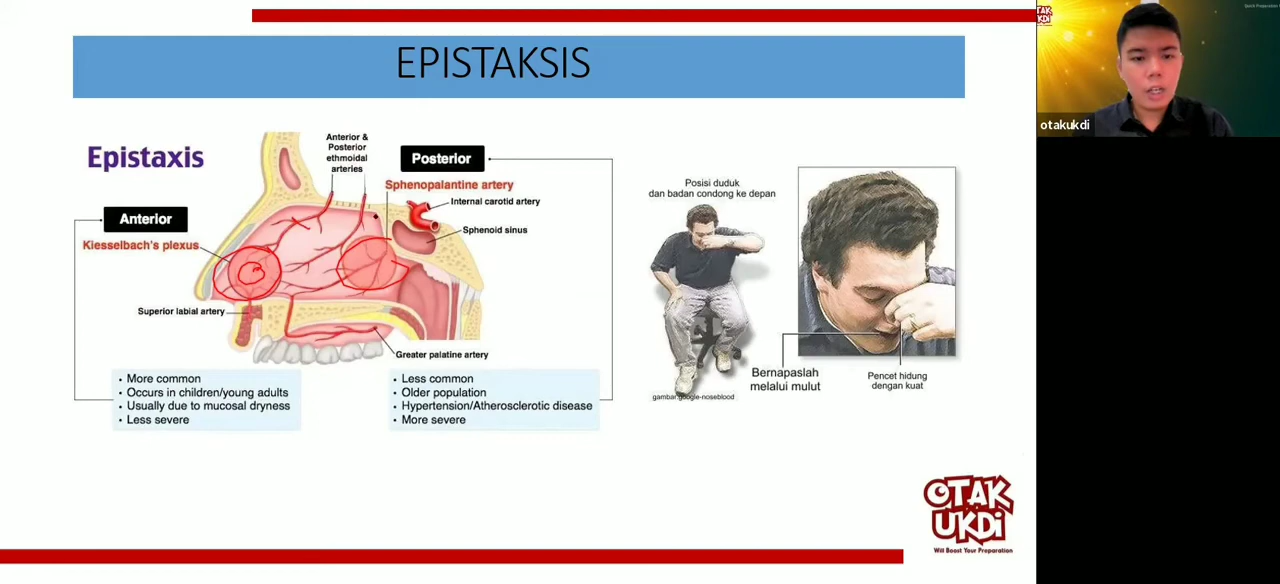 EPISTAKSIS
Epistaxis
Anterior &
Posterior
ethmoidal
arteries
Posterior
Sphenopalantine artery
Internal carotid artery
Sphenoid sinus
Anterior
Kiesselbach's plexus
Superior labial artery
Greater palatine artery
• More common
• Occurs in children/young adults
• Usually due to mucosal dryness
• Less severe
• Less common
• Older population
• Hypertension/Atherosclerotic disease
• More severe
Posisi duduk
dan badan condong ke depan
Bernapaslah
melalui mulut
Pencet hidung
dengan kuat
gambar:google-noseblood
OTAK
UKDI
Will Boost Your Preparation
TAK
KDI
otakukdi